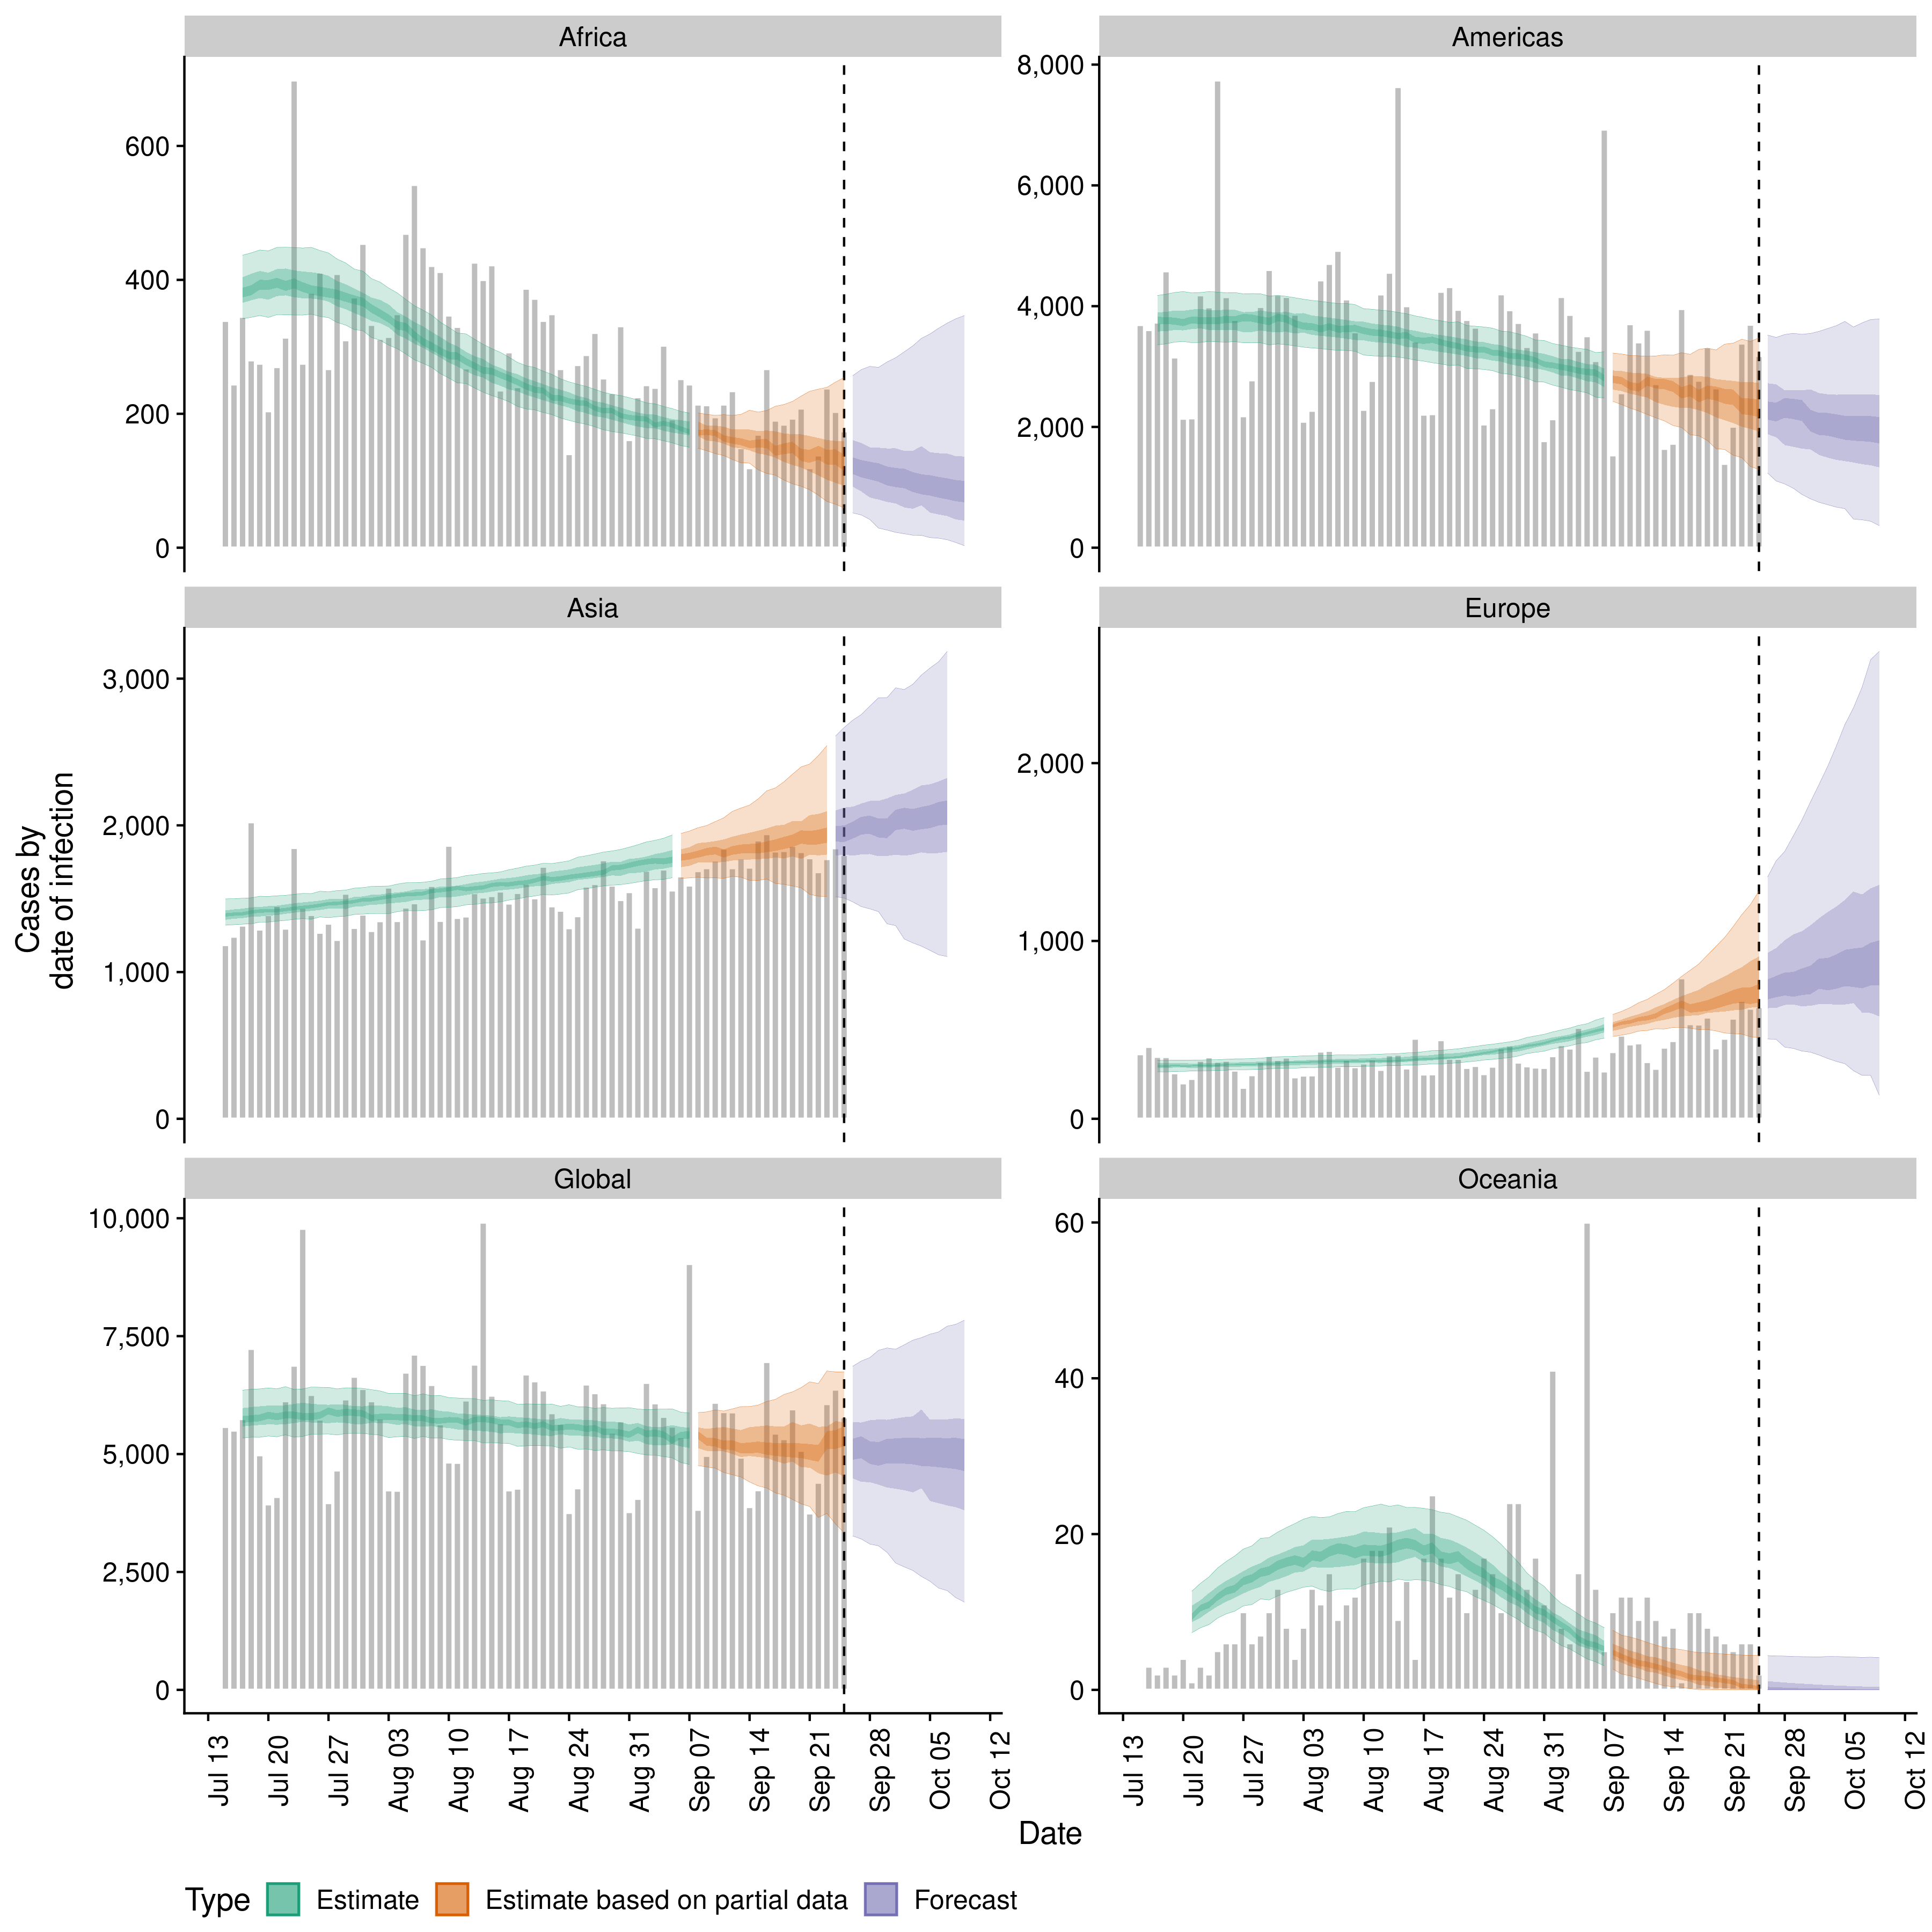 Africa
Americas
600
400
200
0
8,000
6,000
4,000
2,000
0
Asia
Europe
3,000
2,000
1,000
0
2,000
1,000
0
Cases by
date of infection
Global
Oceania
10,000
7,500
5,000
2,500
0
60
40
20
0
Jul 13
Jul 20
Jul 27
Aug 03
Aug 10
Aug 17
Aug 24
Aug 31
Sep 07
Sep 14
Sep 21
Sep 28
Oct 05
Oct 12
Jul 13
Jul 20
Jul 27
Aug 03
Aug 10
Aug 17
Aug 24
Aug 31
Sep 07
Sep 14
Sep 21
Sep 28
Oct 05
Oct 12
Date
Type Estimate Estimate based on partial data Forecast